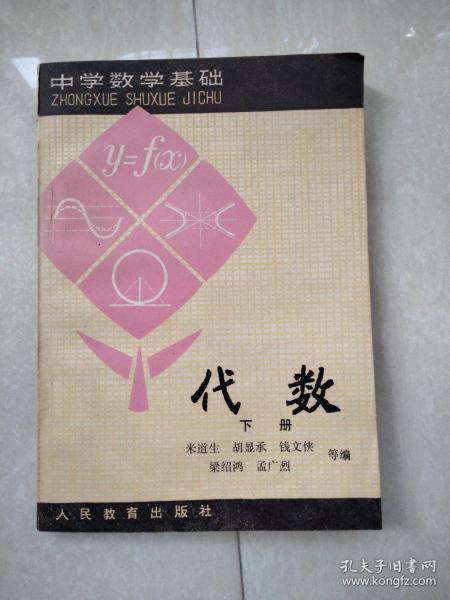 中学数学基础
ZHONGXUE SHUXUE JICHU
y=f(x)
代数
下册
米道生 胡显承 钱文侠
梁绍鸿 孟广烈 等编
人民教育出版社
孔夫子旧书网
www.kongfz.com